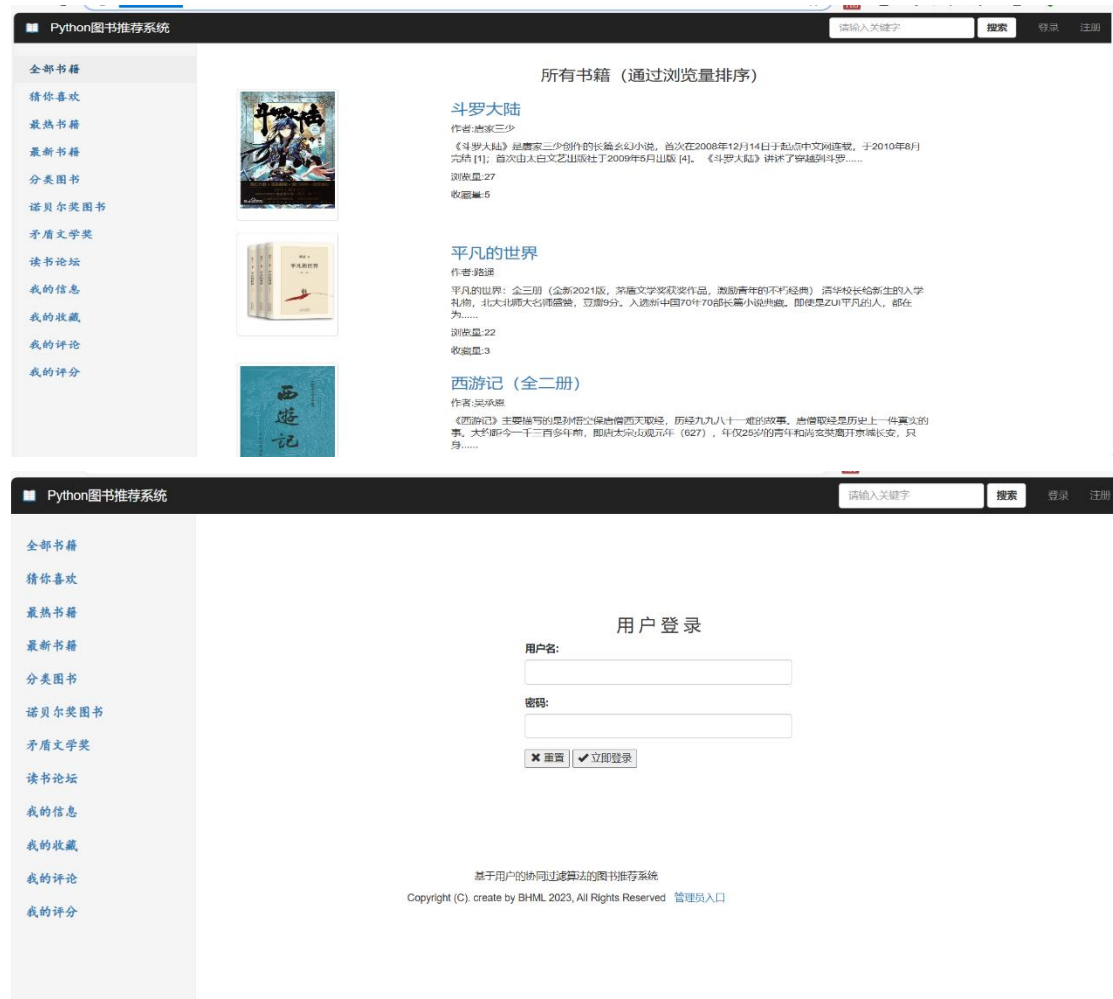 Python图书推荐系统
请输入关键字
搜索
登录
注册
全部书籍
猜你喜欢
最热书籍
最新书籍
分类图书
诺贝尔奖图书
矛盾文学奖
读书论坛
我的信息
我的收藏
我的评论
我的评分
所有书籍（通过浏览量排序）
斗罗大陆
斗罗大陆
作者:唐家三少
《斗罗大陆》是唐家三少创作的长篇玄幻小说，首次在2008年12月14日于起点中文网连载，于2010年8月
完结 [1]；首次由太白文艺出版社于2009年5月出版 [4]。 《斗罗大陆》讲述了穿越到斗罗......
浏览量:27
收藏量:5
平凡的世界
平凡的世界
作者:路遥
平凡的世界：全三册（全新2021版，茅盾文学奖获奖作品，激励青年的不朽经典） 清华校长给新生的入学
礼物，北大北师大名师盛赞，豆瓣9分。入选新中国70年70部长篇小说典藏。即使是ZUI平凡的人，都在
为......
浏览量:22
收藏量:3
西遊记
西游记（全二册）
作者:吴承恩
《西游记》主要描写的是孙悟空保唐僧西天取经，历经九九八十一难的故事。唐僧取经是历史上一件真实的
事。大约距今一千三百多年前，即唐太宗贞观元年（627），年仅25岁的青年和尚玄奘离开京城长安，只
身......
Python图书推荐系统
请输入关键字
搜索
登录
注册
全部书籍
猜你喜欢
最热书籍
最新书籍
分类图书
诺贝尔奖图书
矛盾文学奖
读书论坛
我的信息
我的收藏
我的评论
我的评分
用户登录
用户名:
密码:
✖ 重置 ✔ 立即登录
基于用户的协同过滤算法的图书推荐系统
Copyright (C). create by BHML 2023, All Rights Reserved 管理员入口